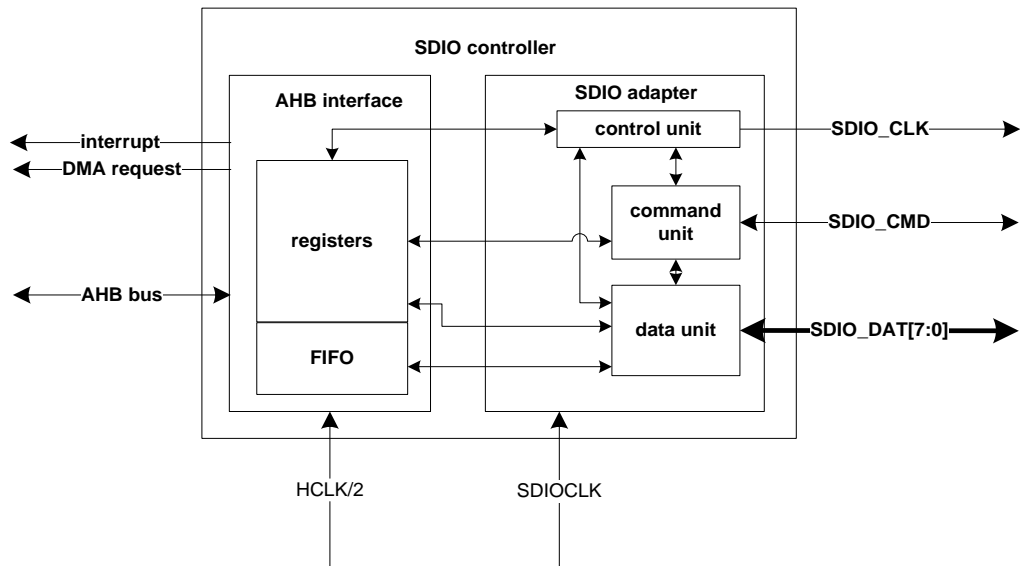 SDIO controller
AHB interface
SDIO adapter
control unit
interrupt
DMA request
SDIO_CLK
registers
command
unit
SDIO_CMD
AHB bus
data unit
SDIO_DAT[7:0]
FIFO
HCLK/2
SDIOCLK